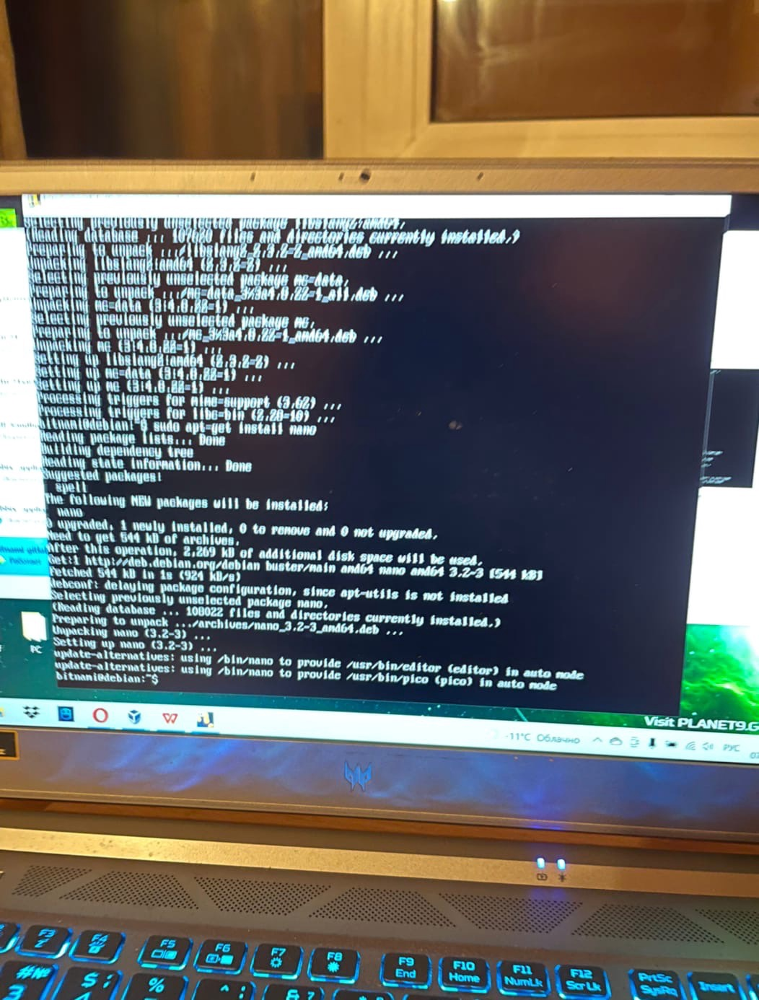 Selecting previously unselected package libslang2:amd64.
(Reading database ... files and directories currently installed.)
Preparing to unpack .../libslang2_2.3.2-2_amd64.deb ...
Unpacking libslang2:amd64 (2.3.2-2) ...
Selecting previously unselected package mc-data.
Preparing to unpack .../mc-data_3%3a4.8.22-1_all.deb ...
Unpacking mc-data (3:4.8.22-1) ...
Selecting previously unselected package mc.
Preparing to unpack .../mc_3%3a4.8.22-1_amd64.deb ...
Unpacking mc (3:4.8.22-1) ...
Setting up libslang2:amd64 (2.3.2-2) ...
Setting up mc-data (3:4.8.22-1) ...
Setting up mc (3:4.8.22-1) ...
Processing triggers for mime-support (3.62) ...
Processing triggers for libc-bin (2.28-10) ...
bitnami@debian:~$ sudo apt-get install nano
Reading package lists... Done
Building dependency tree
Reading state information... Done
Suggested packages:
spell
The following NEW packages will be installed:
nano
0 upgraded, 1 newly installed, 0 to remove and 0 not upgraded.
Need to get 544 kB of archives.
After this operation, 2,269 kB of additional disk space will be used.
Get:1 http://deb.debian.org/debian buster/main amd64 nano amd64 3.2-3 [544 kB]
Fetched 544 kB in 1s (924 kB/s)
debconf: delaying package configuration, since apt-utils is not installed
Selecting previously unselected package nano.
(Reading database ... 108022 files and directories currently installed.)
Preparing to unpack .../archives/nano_3.2-3_amd64.deb ...
Unpacking nano (3.2-3) ...
Setting up nano (3.2-3) ...
update-alternatives: using /bin/nano to provide /usr/bin/editor (editor) in auto mode
update-alternatives: using /bin/nano to provide /usr/bin/pico (pico) in auto mode
bitnami@debian:~$
PC
Visit PLANET9.G
-11°C Облачно
РУС
F3
F4
F5
F6
F7
F8
F9
End
F10
Home
F11
NumLk
F12
ScrLk
PrtSc
SysRq
Insert
#№
3
$ ;
%
^ :
& ?